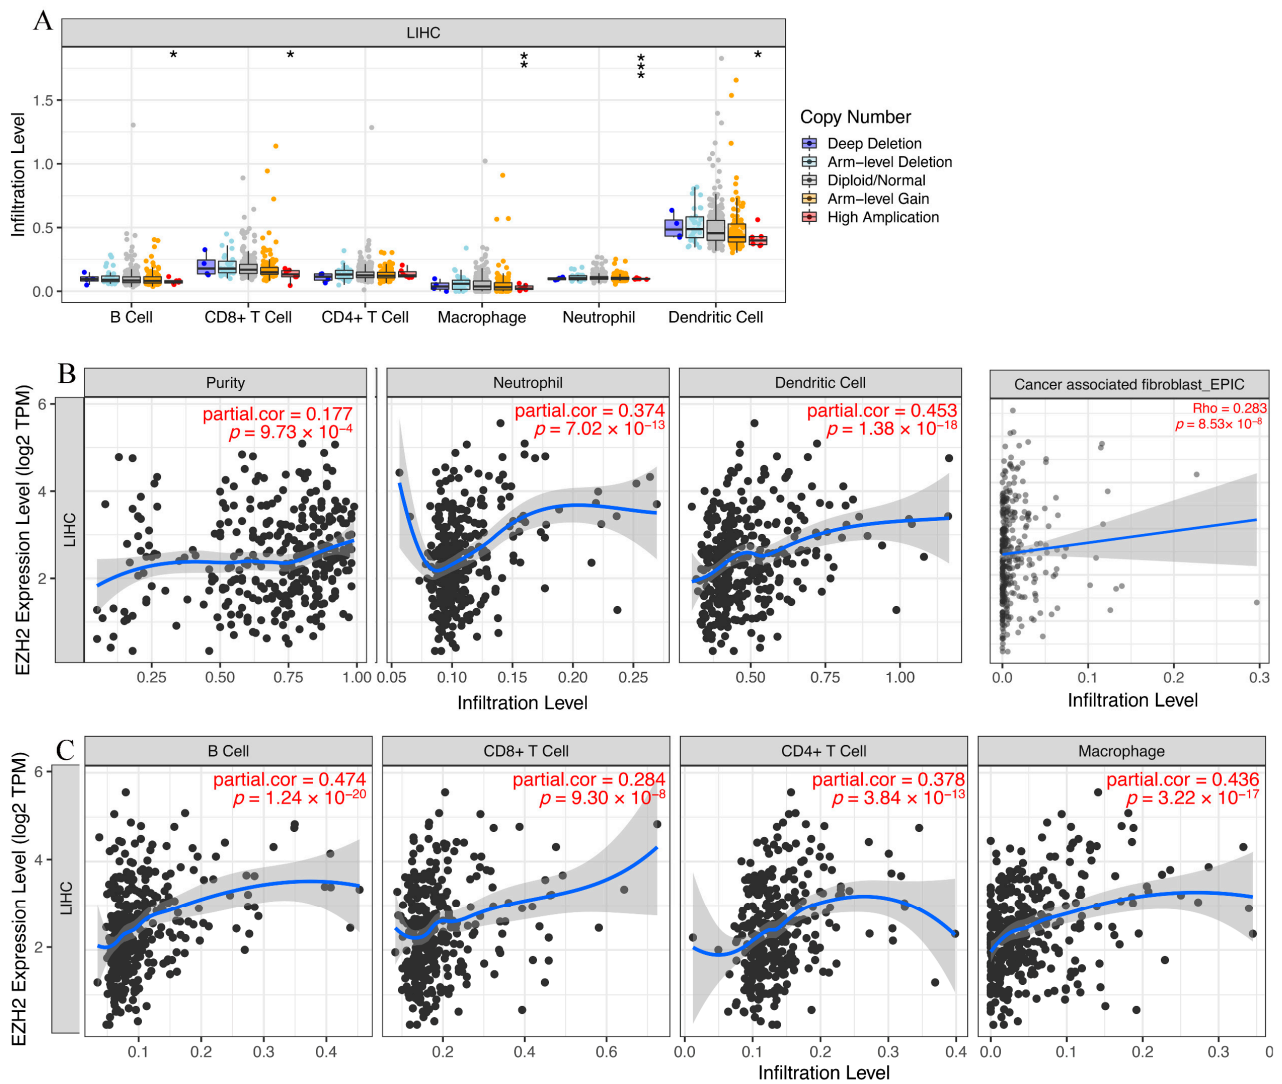 A
LIHC
* * ** *** *
Infiltration Level
1.5
1.0
0.5
0.0
B Cell CD8+ T Cell CD4+ T Cell Macrophage Neutrophil Dendritic Cell
Copy Number
Deep Deletion
Arm-level Deletion
Diploid/Normal
Arm-level Gain
High Amplication
B
Purity Neutrophil Dendritic Cell Cancer associated fibroblast_EPIC
EZH2 Expression Level (log2 TPM)
LIHC
6
4
2
partial.cor = 0.177
p = 9.73 × 10⁻⁴
partial.cor = 0.374
p = 7.02 × 10⁻¹³
partial.cor = 0.453
p = 1.38 × 10⁻¹⁸
Rho = 0.283
p = 8.53× 10⁻⁸
0.25 0.50 0.75 1.00 0.05 0.10 0.15 0.20 0.25 0.50 0.75 1.00 0.0 0.1 0.2 0.3
Infiltration Level Infiltration Level
C
B Cell CD8+ T Cell CD4+ T Cell Macrophage
EZH2 Expression Level (log2 TPM)
LIHC
6
4
2
partial.cor = 0.474
p = 1.24 × 10⁻²⁰
partial.cor = 0.284
p = 9.30 × 10⁻⁸
partial.cor = 0.378
p = 3.84 × 10⁻¹³
partial.cor = 0.436
p = 3.22 × 10⁻¹⁷
0.1 0.2 0.3 0.4 0.2 0.4 0.6 0.0 0.1 0.2 0.3 0.4 0.0 0.1 0.2 0.3 0
Infiltration Level